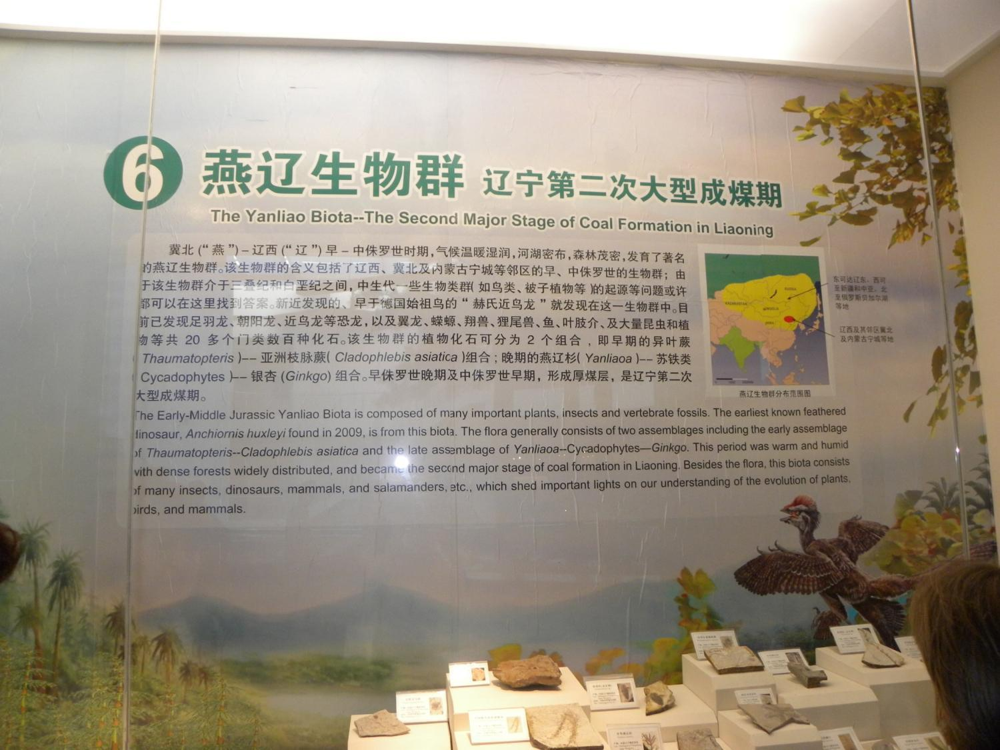 6
燕辽生物群 辽宁第二次大型成煤期
The Yanliao Biota--The Second Major Stage of Coal Formation in Liaoning
冀北(“燕”)–辽西(“辽”)早–中侏罗世时期,气候温暖湿润,河湖密布,森林茂密,发育了著名
的燕辽生物群。该生物群的含义包括了辽西、冀北及内蒙古宁城等邻区的早、中侏罗世的生物群；由
于该生物群介于三叠纪和白垩纪之间，中生代一些生物类群(如鸟类、被子植物等)的起源等问题或许
都可以在这里找到答案。新近发现的、早于德国始祖鸟的“赫氏近鸟龙”就发现在这一生物群中。目
前已发现足羽龙、朝阳龙、近鸟龙等恐龙,以及翼龙、蝾螈、翔兽、狸尾兽、鱼、叶肢介、及大量昆虫和植
物等共 20 多个门类数百种化石。该生物群的植物化石可分为 2 个组合，即早期的异叶蕨
Thaumatopteris )–– 亚洲枝脉蕨( Cladophlebis asiatica )组合；晚期的燕辽杉( Yanliaoa )–– 苏铁类
Cycadophytes )–– 银杏 (Ginkgo) 组合。早侏罗世晚期及中侏罗世早期，形成厚煤层，是辽宁第二次
大型成煤期。
RUSSIA
KAZAKHSTAN
MONGOLIA
CHINA
东可达辽东，西可
至新疆和中亚，北
至俄罗斯贝加尔湖
等地
辽西及其邻区冀北
及内蒙古宁城等地
燕辽生物群分布范围图
The Early-Middle Jurassic Yanliao Biota is composed of many important plants, insects and vertebrate fossils. The earliest known feathered
dinosaur, Anchiornis huxleyi found in 2009, is from this biota. The flora generally consists of two assemblages including the early assemblage
of Thaumatopteris--Cladophlebis asiatica and the late assemblage of Yanliaoa--Cycadophytes—Ginkgo. This period was warm and humid
with dense forests widely distributed, and became the second major stage of coal formation in Liaoning. Besides the flora, this biota consists
of many insects, dinosaurs, mammals, and salamanders, etc., which shed important lights on our understanding of the evolution of plants,
birds, and mammals.